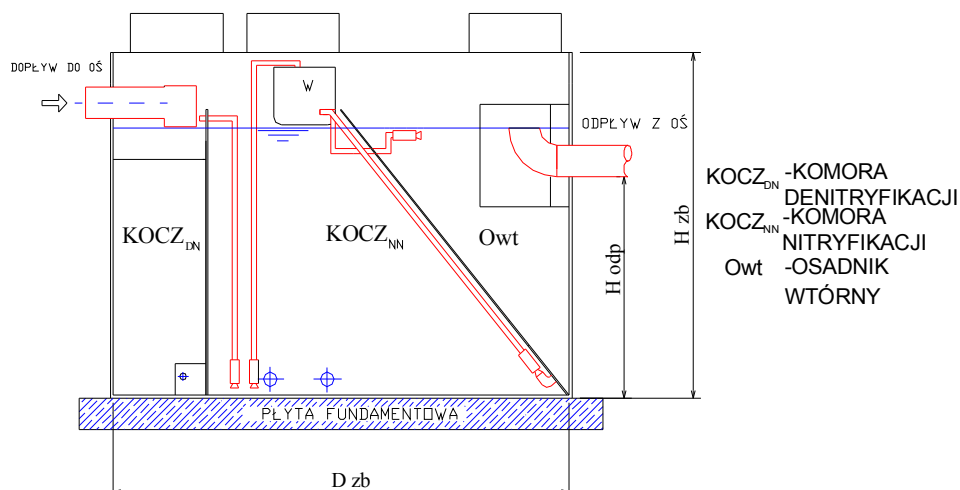 DOPŁYW DO OŚ
W
ODPŁYW Z OŚ
KOCZDN
KOCZNN
Owt
H odp
H zb
KOCZDN -KOMORA
DENITRYFIKACJI
KOCZNN -KOMORA
NITRYFIKACJI
Owt -OSADNIK
WTÓRNY
PŁYTA FUNDAMENTOWA
D zb